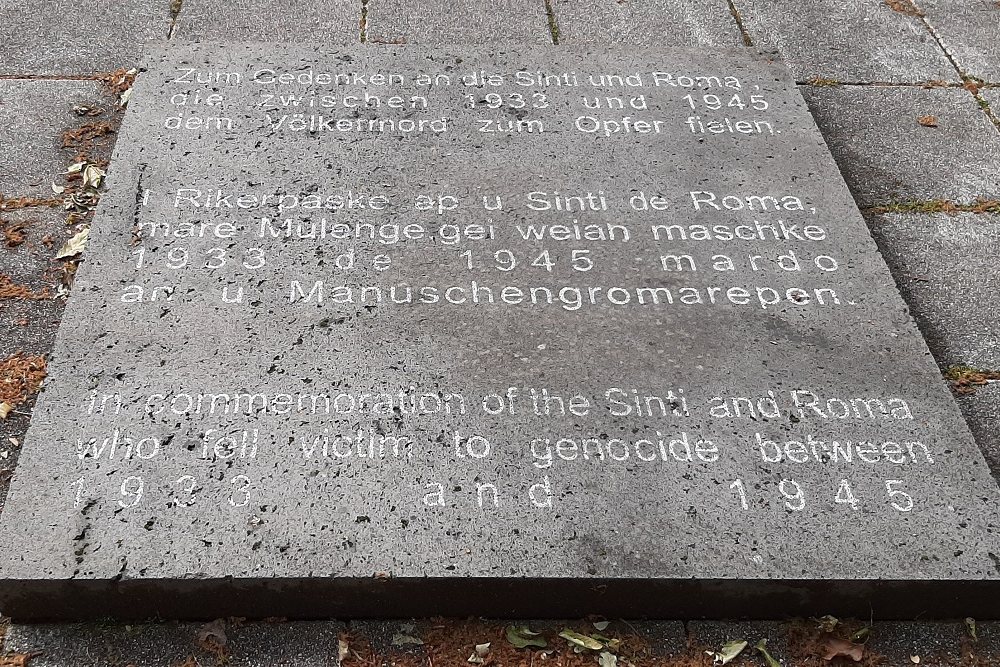 Zum Gedenken an die Sinti und Roma,
die zwischen 1933 und 1945
dem Völkermord zum Opfer fielen.
I Rikerpaske ap u Sinti de Roma,
mare Mulenge, gei weiah maschke
1933 de 1945 mardo
an u Manuschengromarepen.
in commemoration of the Sinti and Roma
who fell victim to genocide between
1933 and 1945